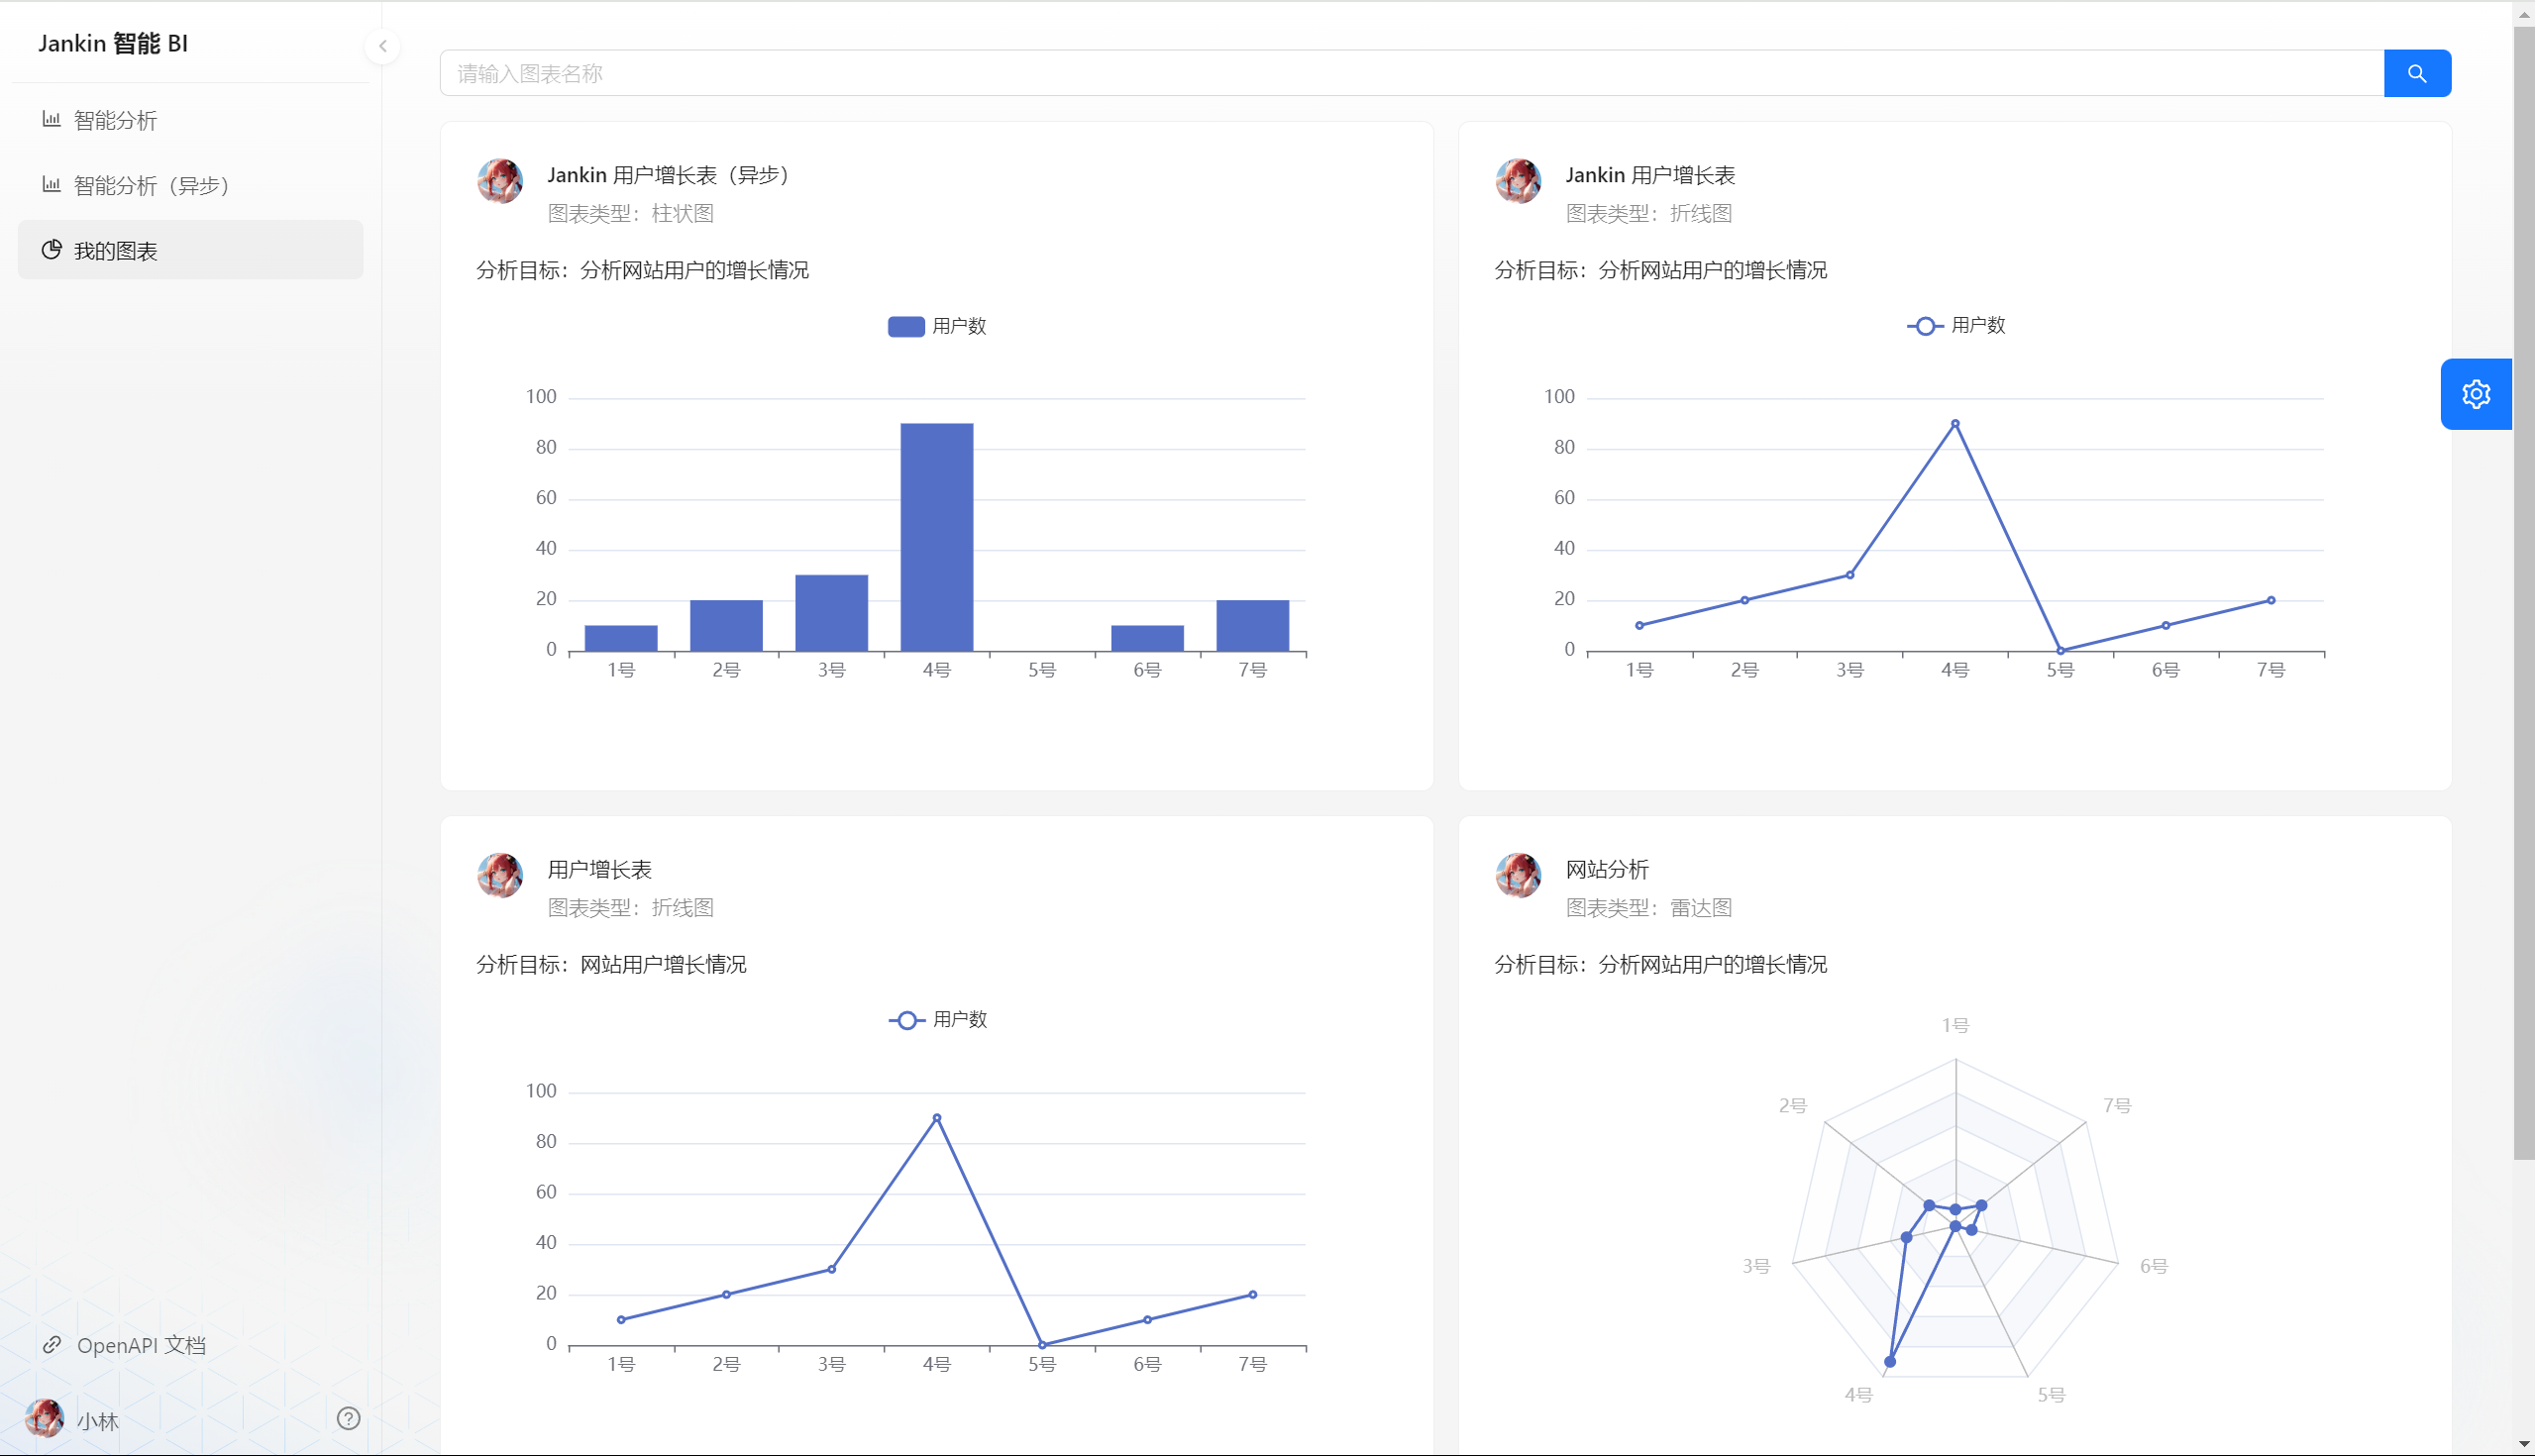 Jankin 智能 BI
智能分析
智能分析（异步）
我的图表
OpenAPI 文档
小林
请输入图表名称
Jankin 用户增长表（异步）
图表类型：柱状图
分析目标：分析网站用户的增长情况
用户数
100
80
60
40
20
0
1号 2号 3号 4号 5号 6号 7号
Jankin 用户增长表
图表类型：折线图
分析目标：分析网站用户的增长情况
用户数
100
80
60
40
20
0
1号 2号 3号 4号 5号 6号 7号
用户增长表
图表类型：折线图
分析目标：网站用户增长情况
用户数
100
80
60
40
20
0
1号 2号 3号 4号 5号 6号 7号
网站分析
图表类型：雷达图
分析目标：分析网站用户的增长情况
1号
2号 7号
3号 6号
4号 5号